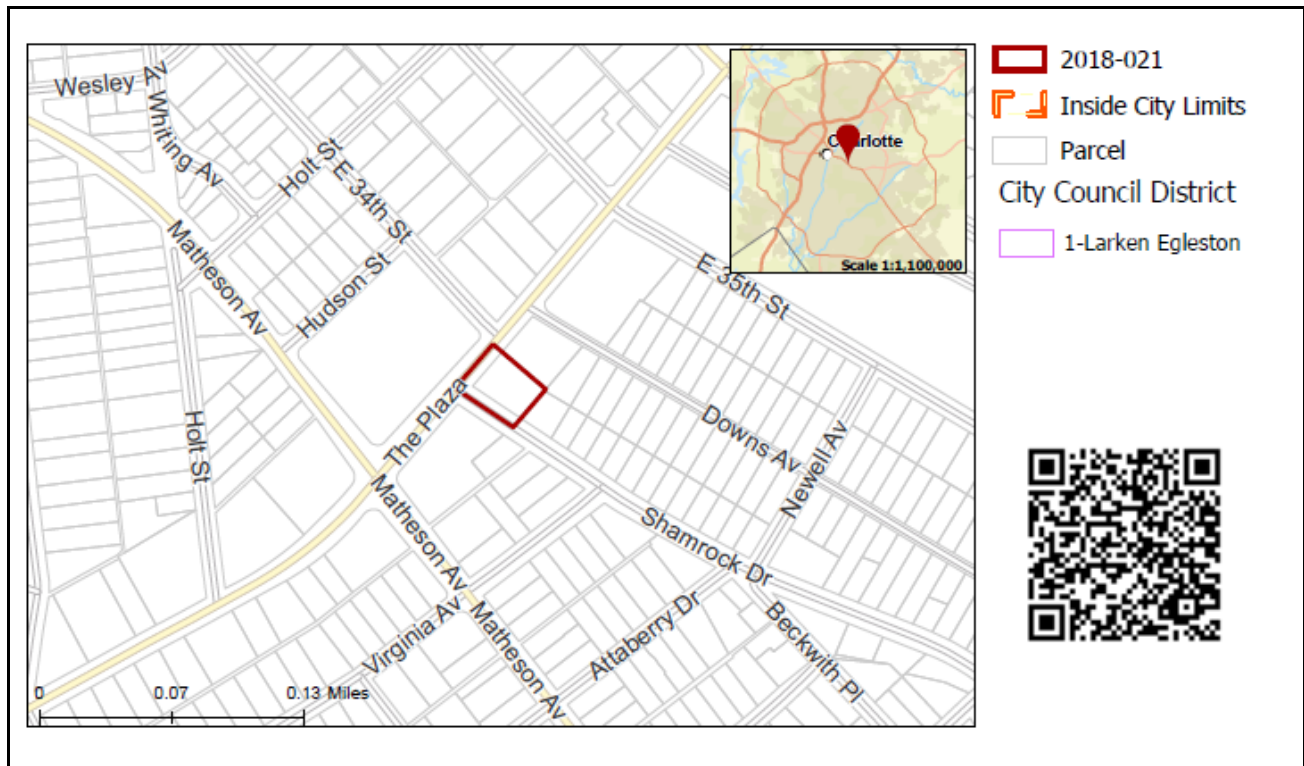 Wesley Av
Whiting Av
Holt St
E 34th St
Matheson Av
Hudson St
Charlotte
Scale 1:1,100,000
E 35th St
The Plaza
Holt St
Downs Av
Newell Av
Matheson Av
Shamrock Dr
Virginia Av
Matheson Av
Attaberry Dr
Beckwith Pl
0 0.07 0.13 Miles
2018-021
Inside City Limits
Parcel
City Council District
1-Larken Egleston